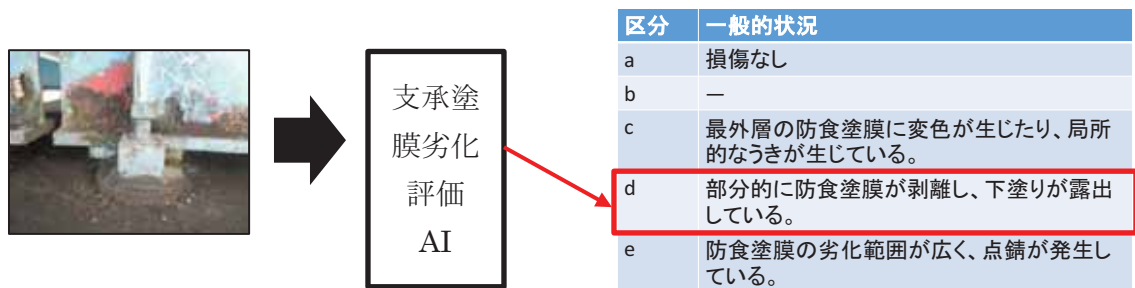 支承塗
膜劣化
評価
AI
区分 一般的状況
a 損傷なし
b ―
c 最外層の防食塗膜に変色が生じたり、局所
的なうきが生じている。
d 部分的に防食塗膜が剥離し、下塗りが露出
している。
e 防食塗膜の劣化範囲が広く、点錆が発生し
ている。